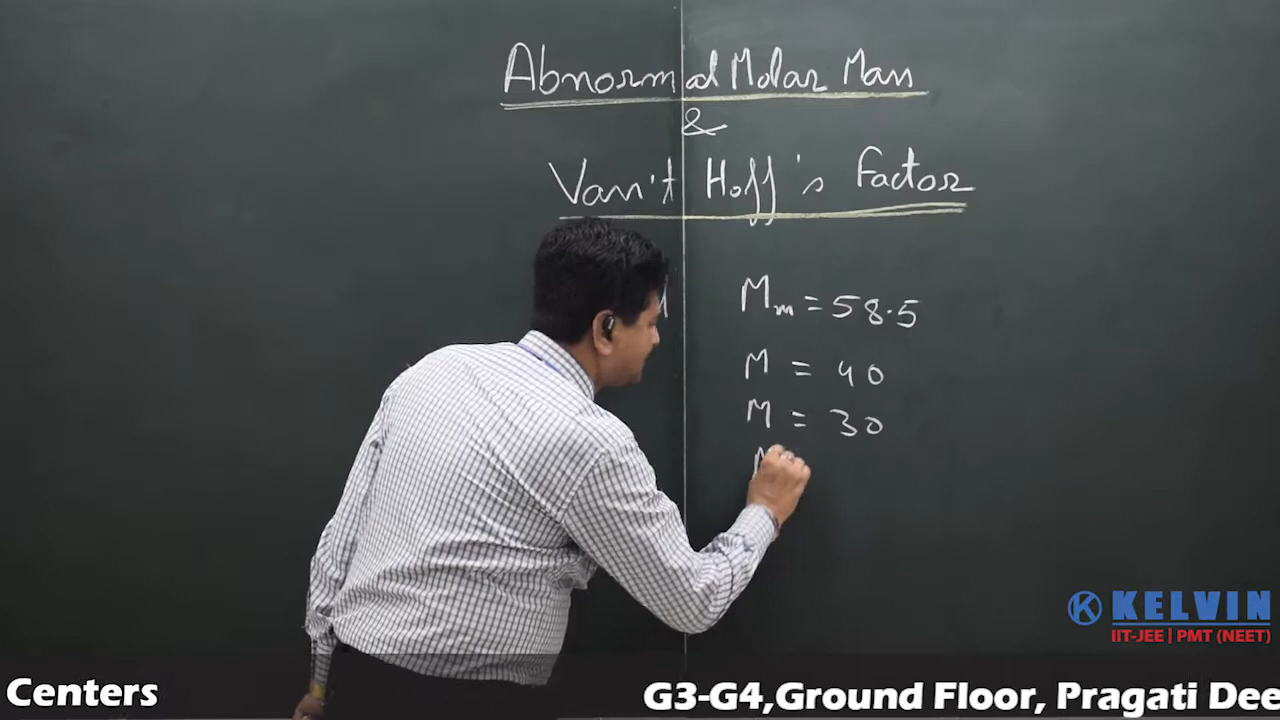 Abnormal Molar Mass
&
Van't Hoff's Factor
Mm = 58.5
M = 40
M = 30
KELVIN
IIT-JEE | PMT (NEET)
Centers
G3-G4,Ground Floor, Pragati Dee